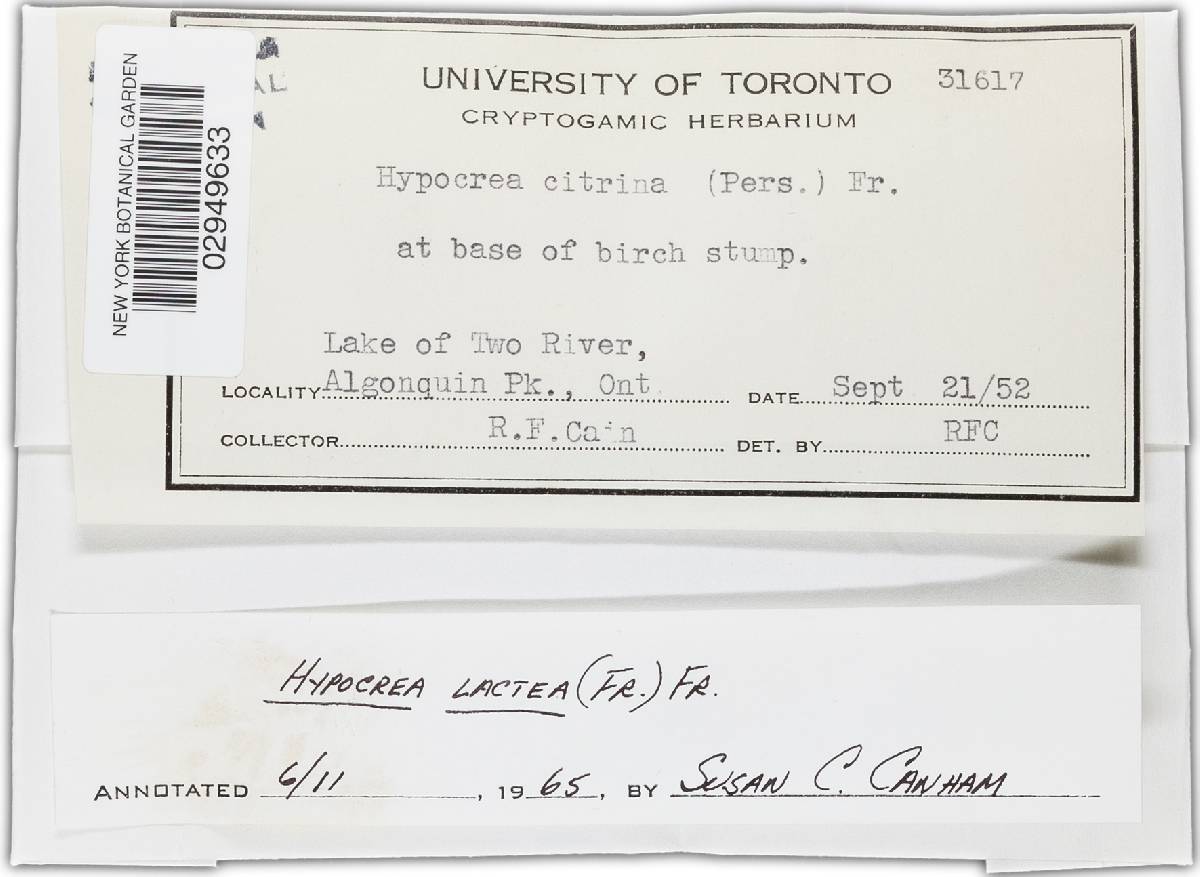 NEW YORK BOTANICAL GARDEN
02949633
UNIVERSITY OF TORONTO 31617
CRYPTOGAMIC HERBARIUM
Hypocrea citrina (Pers.) Fr.
at base of birch stump.
Lake of Two River,
LOCALITY Algonquin Pk., Ont. DATE Sept 21/52
COLLECTOR R.F.Cain DET. BY RFC
HYPOCREA LACTEA (FR.) FR.
ANNOTATED 6/11, 1965, BY SUSAN C. CANHAM